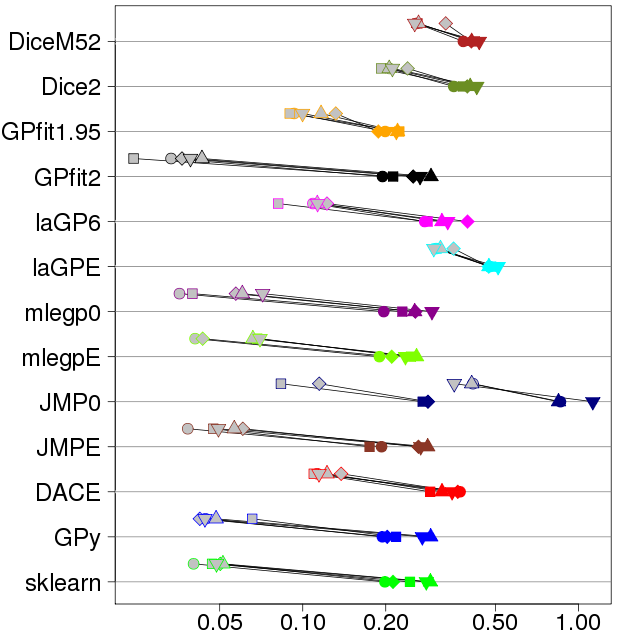 DiceM52
Dice2
GPfit1.95
GPfit2
laGP6
laGPE
mlegp0
mlegpE
JMP0
JMPE
DACE
GPy
sklearn
0.05 0.10 0.20 0.50 1.00